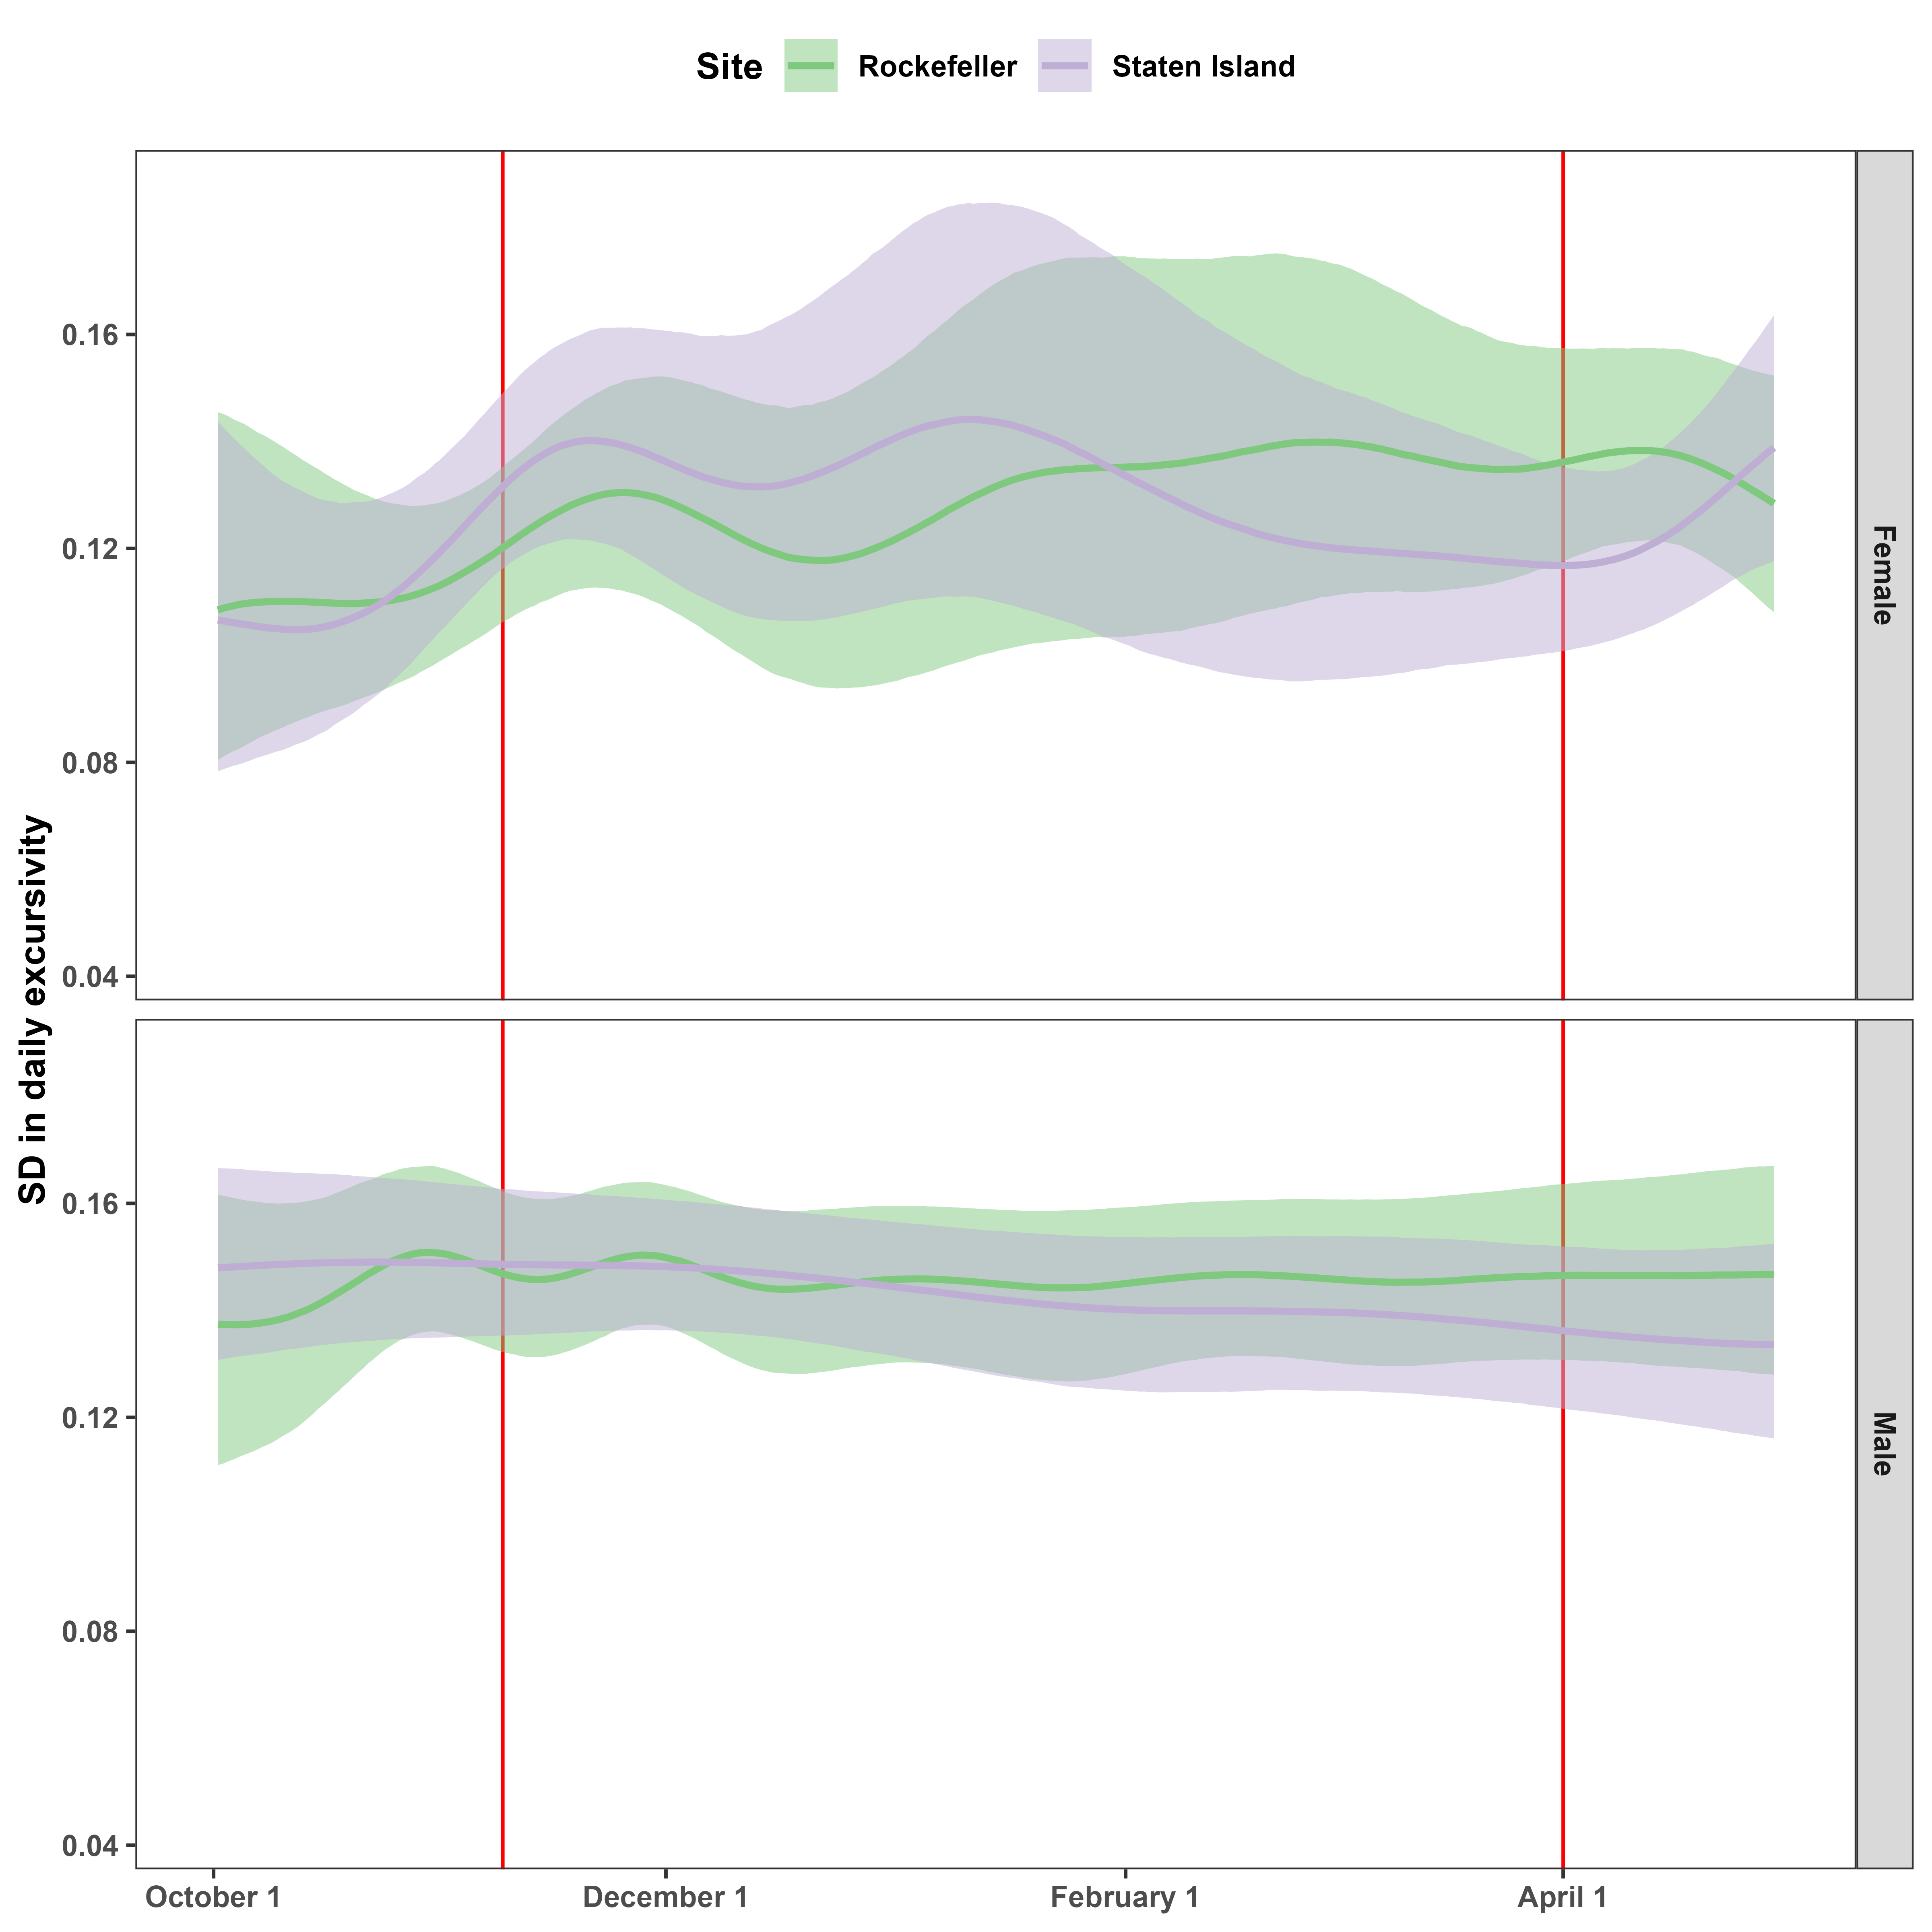 Site Rockefeller Staten Island
SD in daily excursivity
0.16
0.12
0.08
0.04
Female
0.16
0.12
0.08
0.04
Male
October 1 December 1 February 1 April 1